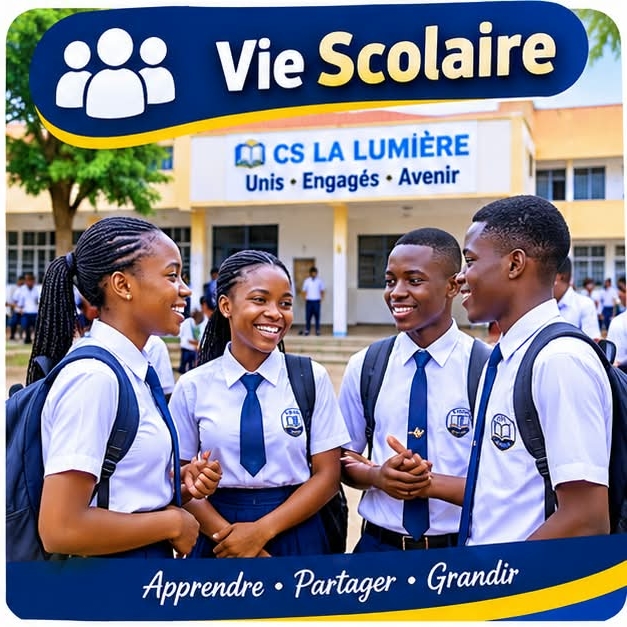 Vie Scolaire
CS LA LUMIÈRE
Unis • Engagés • Avenir
Apprendre • Partager • Grandir